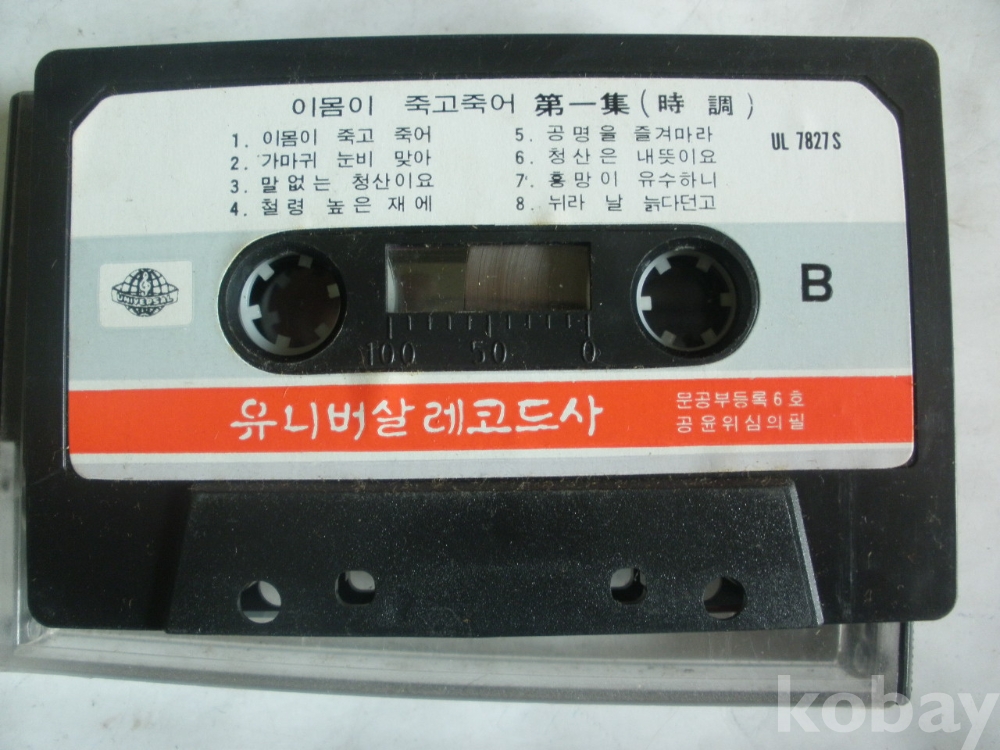 이몸이 죽고죽어 第一集(時調)
1. 이몸이 죽고 죽어
2. 가마귀 눈비 맞아
3. 말없는 청산이요
4. 철령 높은 재에
5. 공명을 즐겨마라
6. 청산은 내뜻이요
7. 흥망이 유수하니
8. 뉘라 날 늙다던고
UL 7827S
UNIVERSAL
B
100 50 0
유니버살레코드사
문공부등록6호
공윤위심의필
kobay